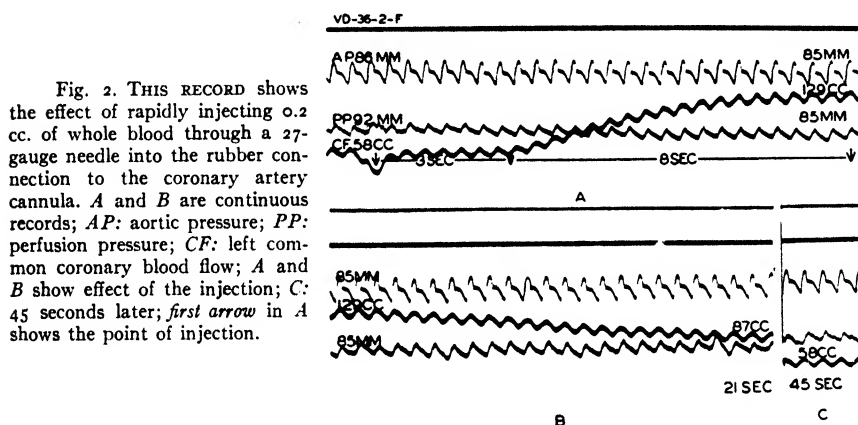 Fig. 2. THIS RECORD shows
the effect of rapidly injecting 0.2
cc. of whole blood through a 27-
gauge needle into the rubber con-
nection to the coronary artery
cannula. A and B are continuous
records; AP: aortic pressure; PP:
perfusion pressure; CF: left com-
mon coronary blood flow; A and
B show effect of the injection; C:
45 seconds later; first arrow in A
shows the point of injection.
VD-36-2-F
AP86MM 85MM
129CC
PP92MM 85MM
CF58CC
3SEC 8SEC
A
85MM
129CC 87CC
85MM 58CC
21SEC 45 SEC
B C